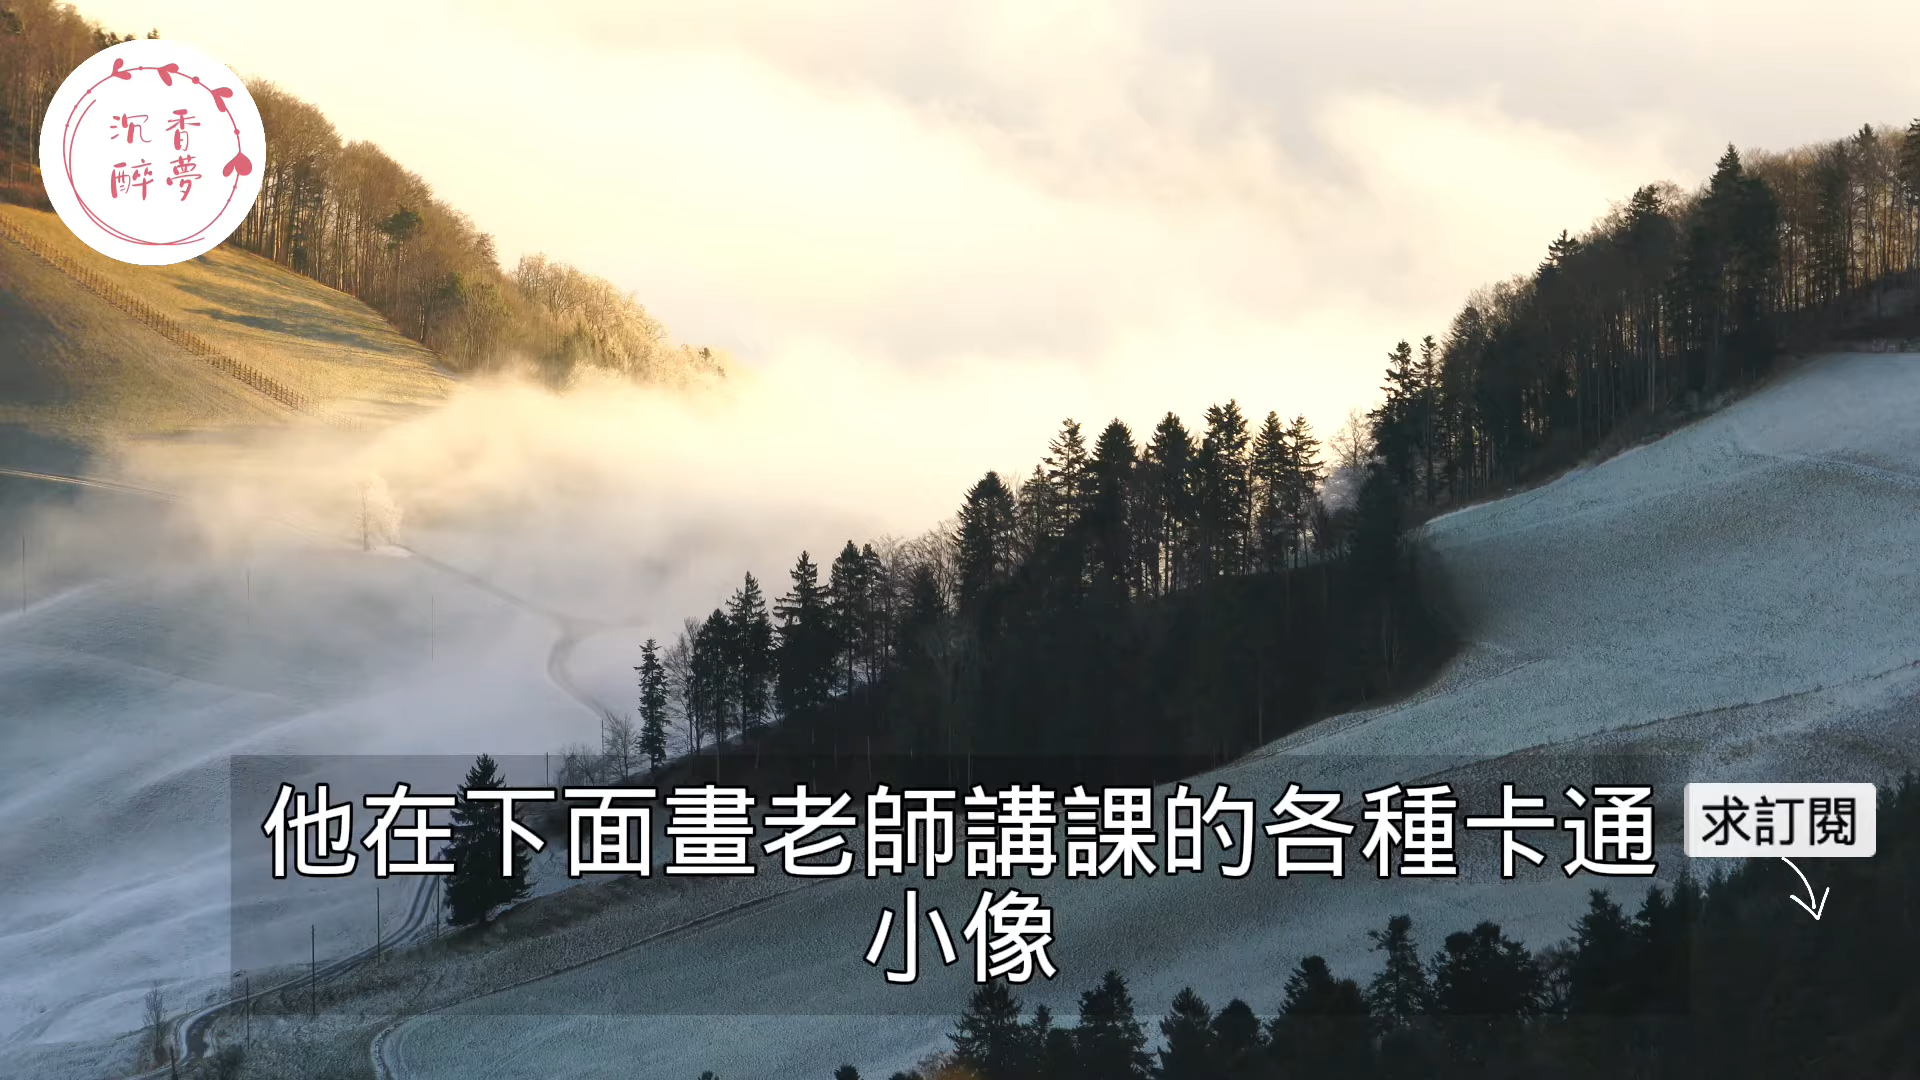 沉香
醉夢
他在下面畫老師講課的各種卡通
小像
求訂閱